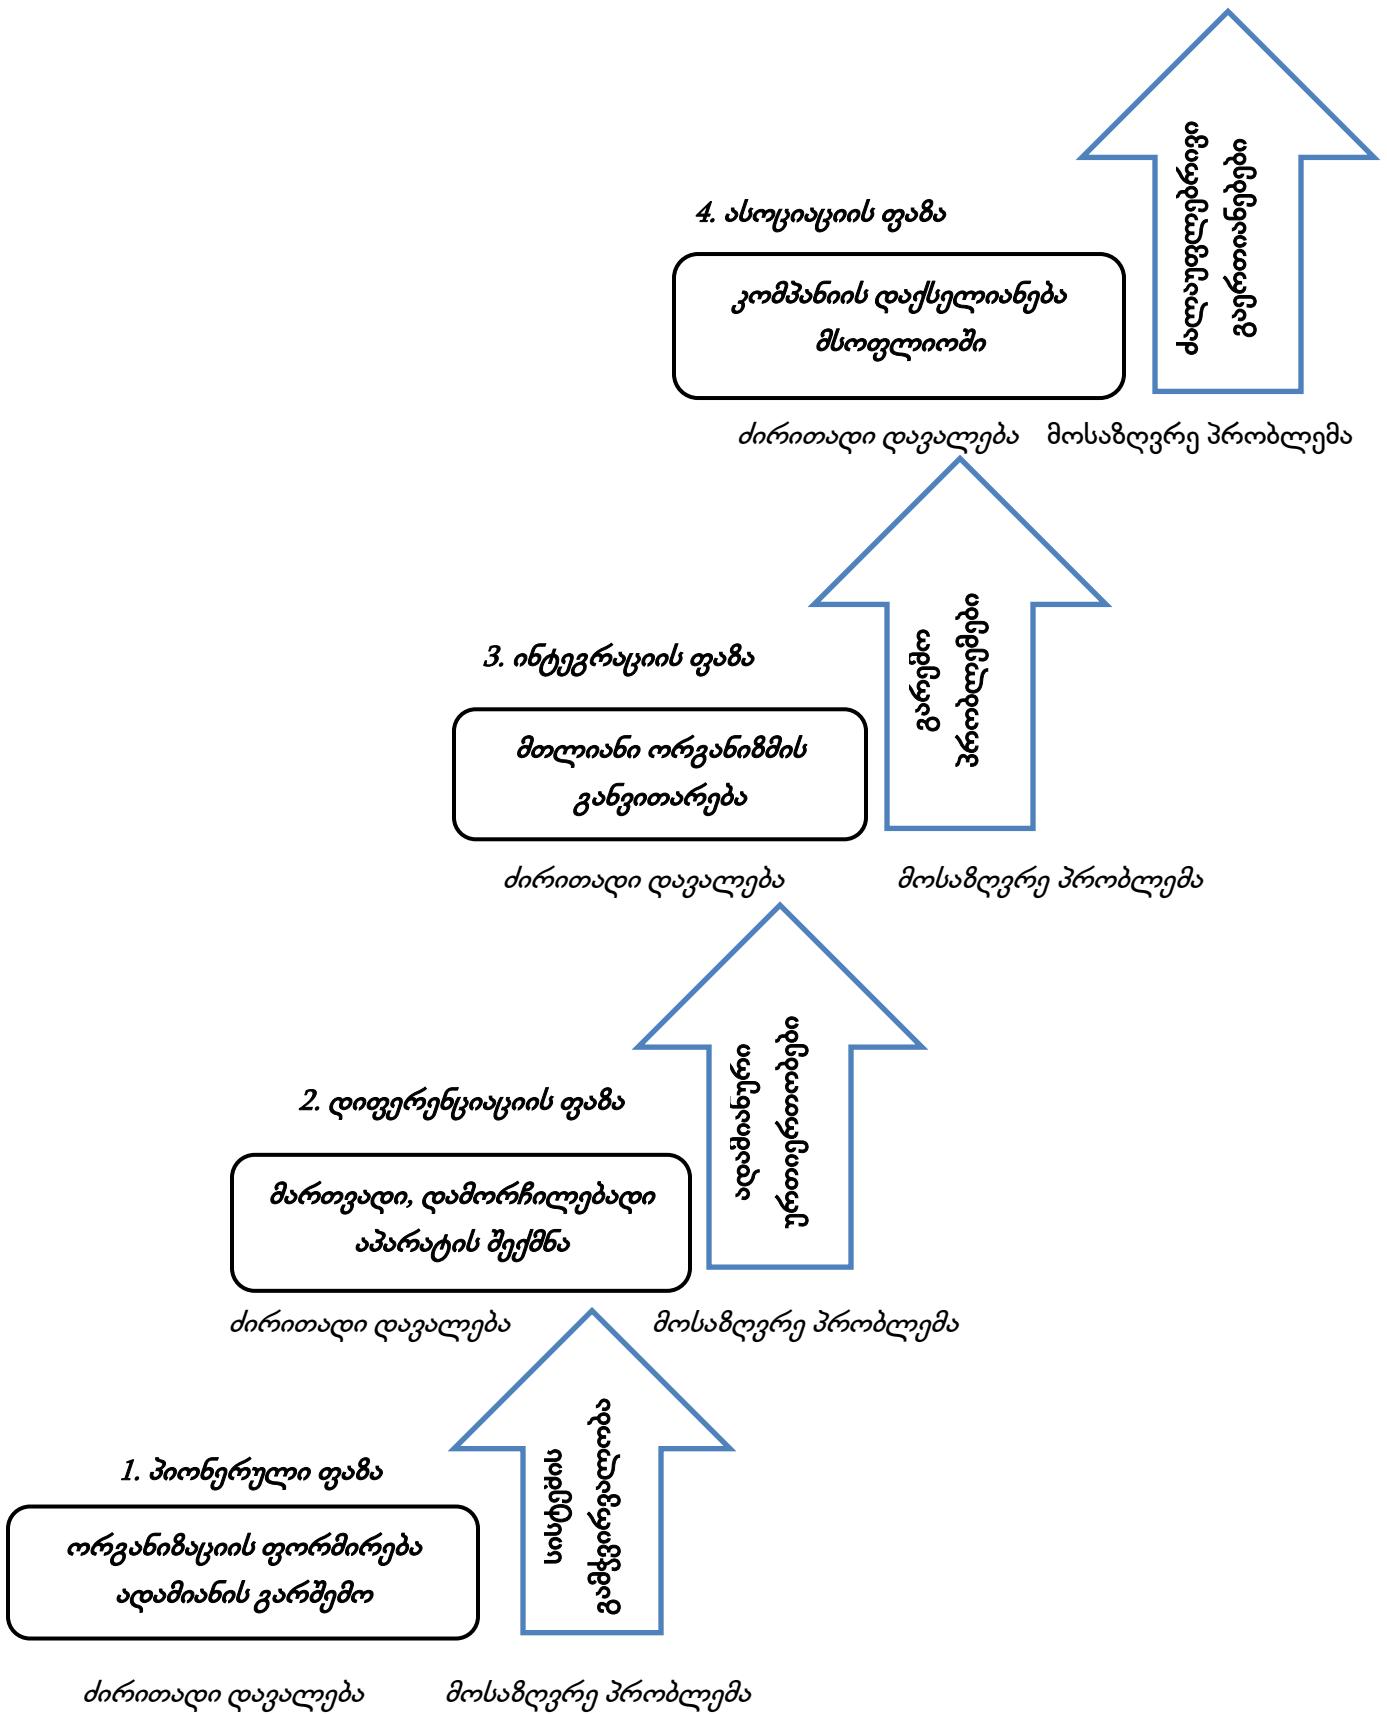 ძალაუფლებრივი
გაერთიანებები
4. ასოციაციის ფაზა
კომპანიის დაქსელიანება
მსოფლიოში
ძირითადი დავალება
მოსაზღვრე პრობლემა
გარემო
პრობლემები
3. ინტეგრაციის ფაზა
მთლიანი ორგანიზმის
განვითარება
ძირითადი დავალება
მოსაზღვრე პრობლემა
ადამიანური
ურთიერთობები
2. დიფერენციაციის ფაზა
მართვადი, დამორჩილებადი
აპარატის შექმნა
ძირითადი დავალება
მოსაზღვრე პრობლემა
სისტემის
გამჭვირვალობა
1. პიონერული ფაზა
ორგანიზაციის ფორმირება
ადამიანის გარშემო
ძირითადი დავალება
მოსაზღვრე პრობლემა